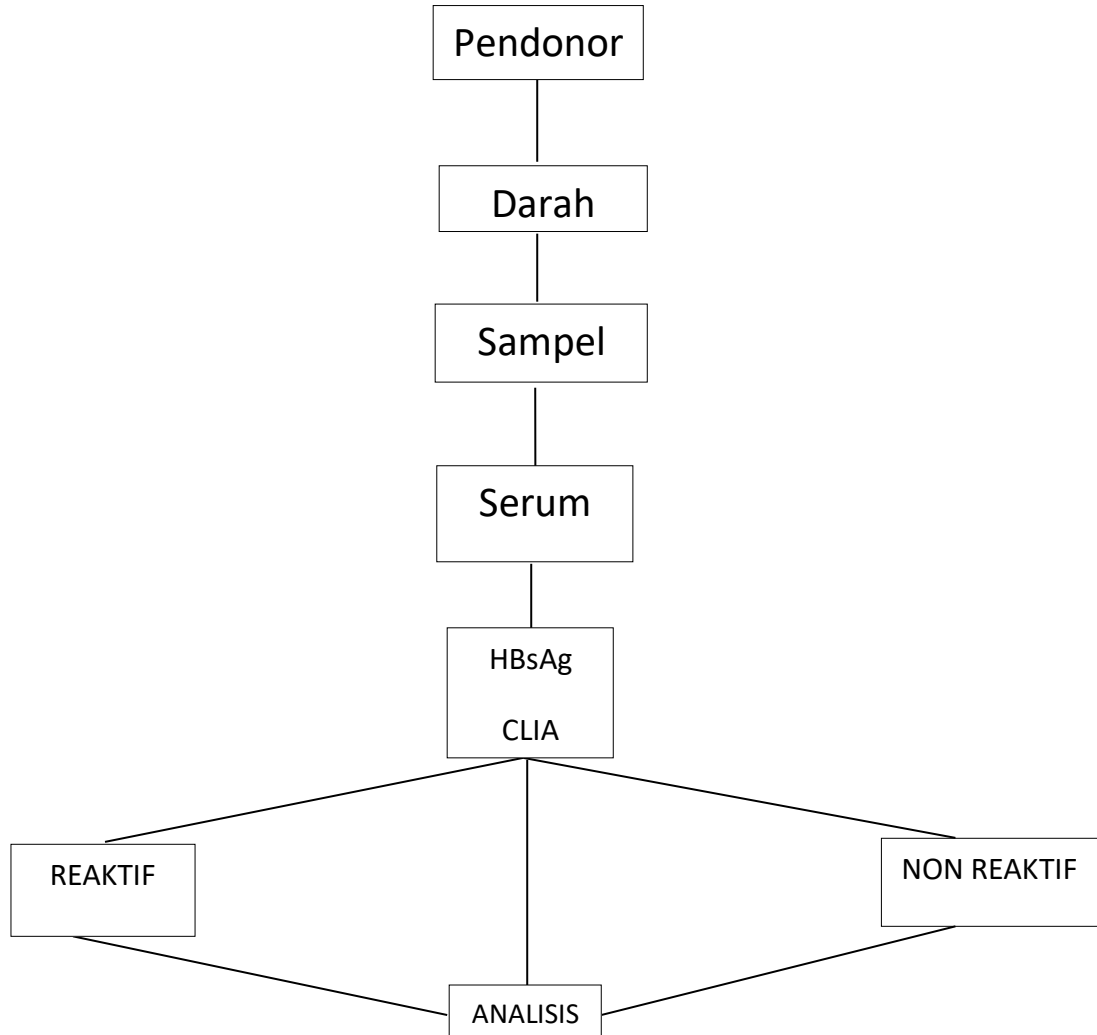 Pendonor
Darah
Sampel
Serum
HBsAg
CLIA
REAKTIF
NON REAKTIF
ANALISIS